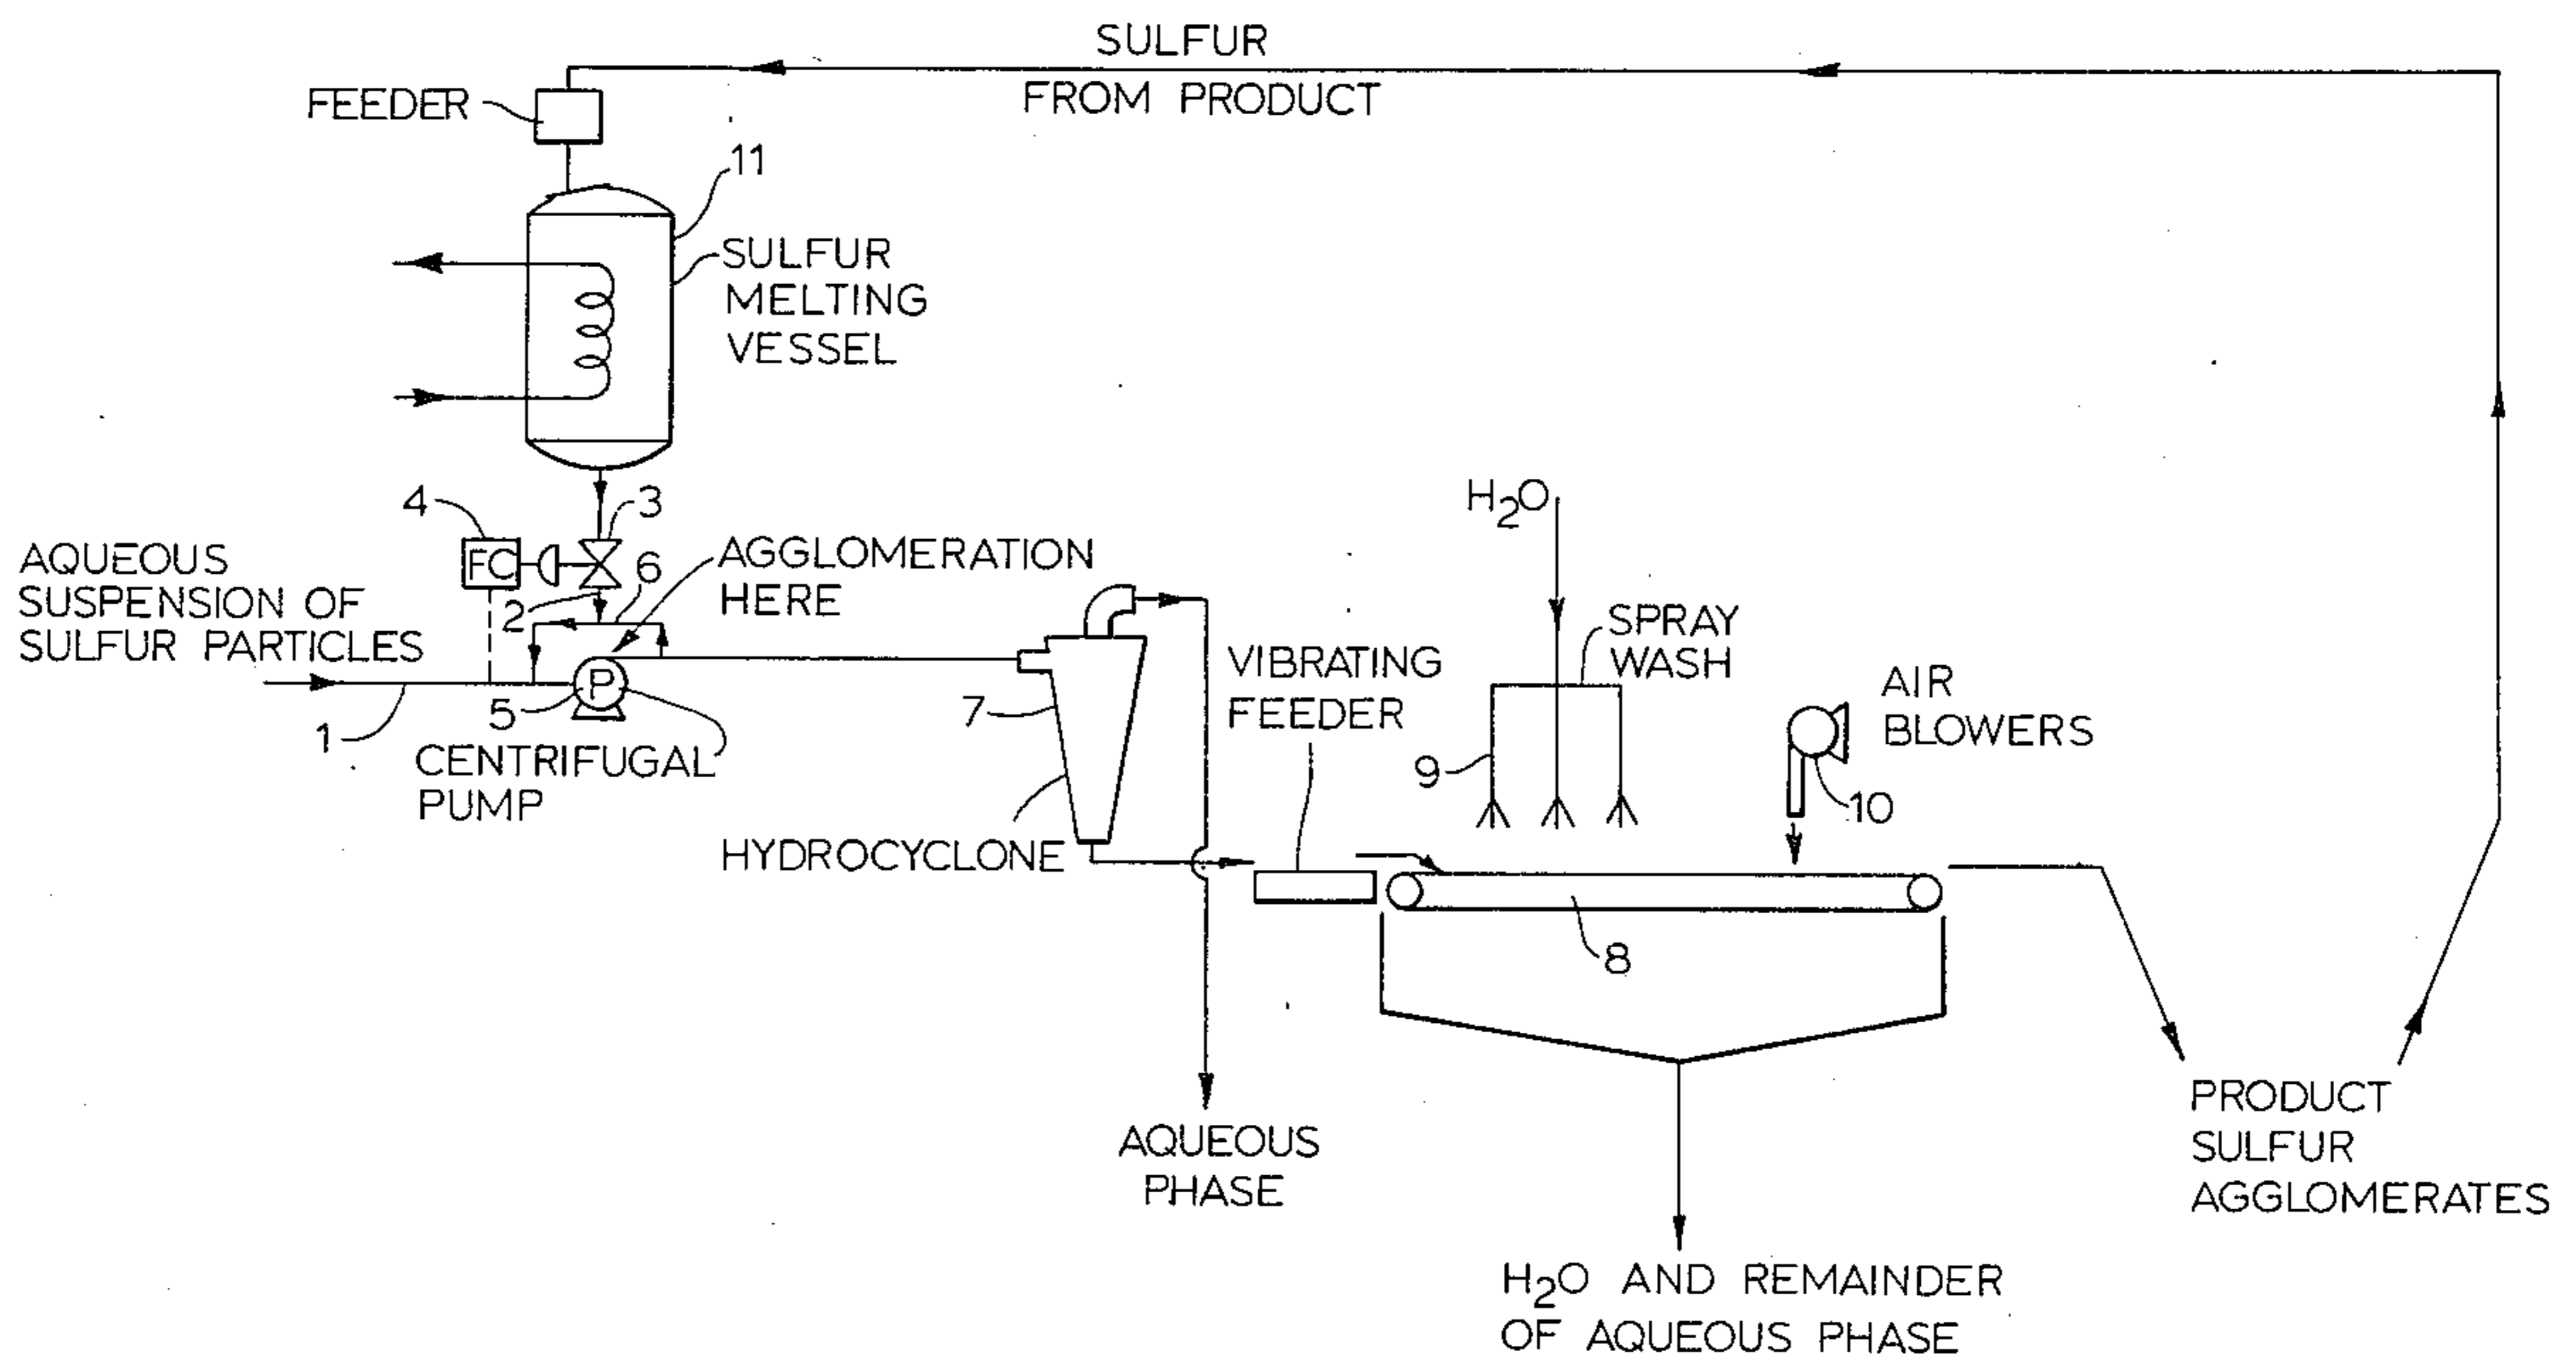 SULFUR
FROM PRODUCT
FEEDER
11
SULFUR
MELTING
VESSEL
4
3
FC
AQUEOUS
SUSPENSION OF
SULFUR PARTICLES
2
6
AGGLOMERATION
HERE
1
5
P
CENTRIFUGAL
PUMP
7
HYDROCYCLONE
VIBRATING
FEEDER
H2O
SPRAY
WASH
9
AIR
BLOWERS
10
8
AQUEOUS
PHASE
H2O AND REMAINDER
OF AQUEOUS PHASE
PRODUCT
SULFUR
AGGLOMERATES